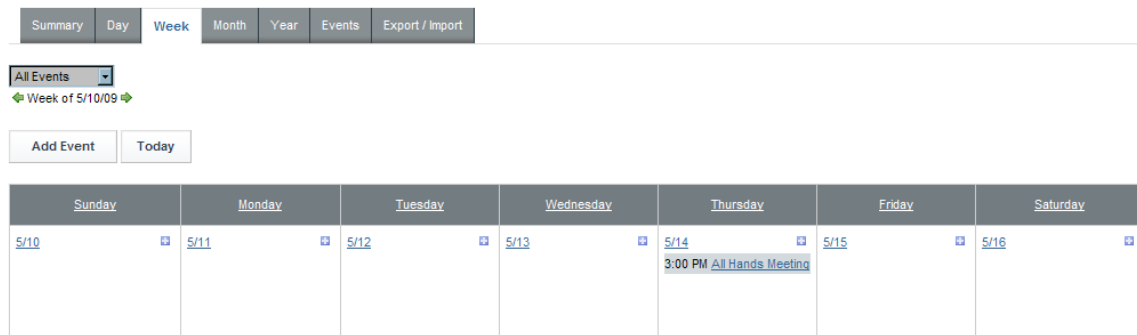 Summary Day Week Month Year Events Export / Import
All Events
Week of 5/10/09
Add Event Today
Sunday Monday Tuesday Wednesday Thursday Friday Saturday
5/10 5/11 5/12 5/13 5/14 5/15 5/16
3:00 PM All Hands Meeting